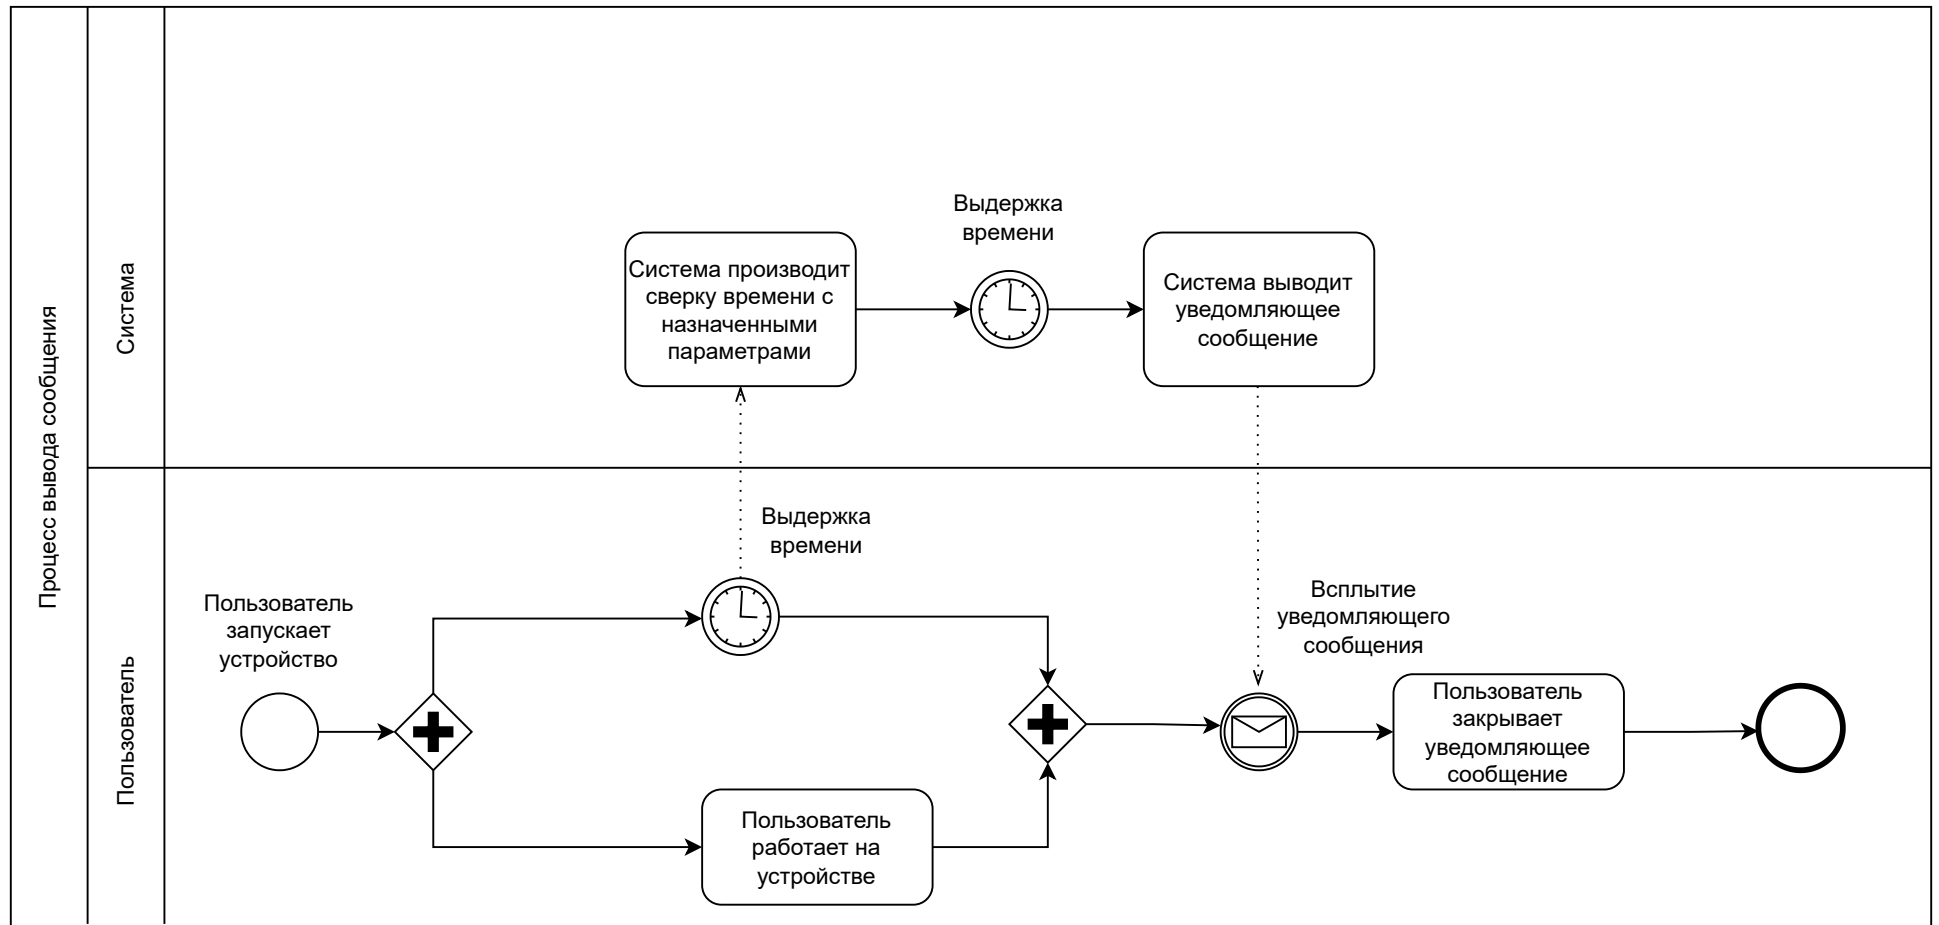 Процесс вывода сообщения
Система
Выдержка
времени
Система производит
сверку времени с
назначенными
параметрами
Система выводит
уведомляющее
сообщение
Пользователь
Пользователь
запускает
устройство
Выдержка
времени
Всплытие
уведомляющего
сообщения
Пользователь
закрывает
уведомляющее
сообщение
Пользователь
работает на
устройстве